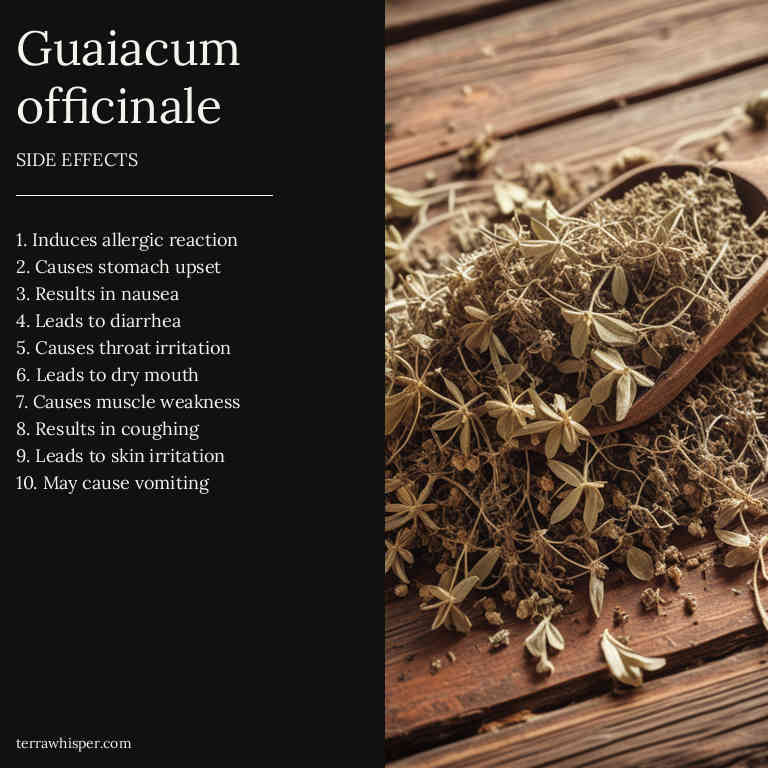 Guaiacum
officinale
SIDE EFFECTS
1. Induces allergic reaction
2. Causes stomach upset
3. Results in nausea
4. Leads to diarrhea
5. Causes throat irritation
6. Leads to dry mouth
7. Causes muscle weakness
8. Results in coughing
9. Leads to skin irritation
10. May cause vomiting
terrawhisper.com